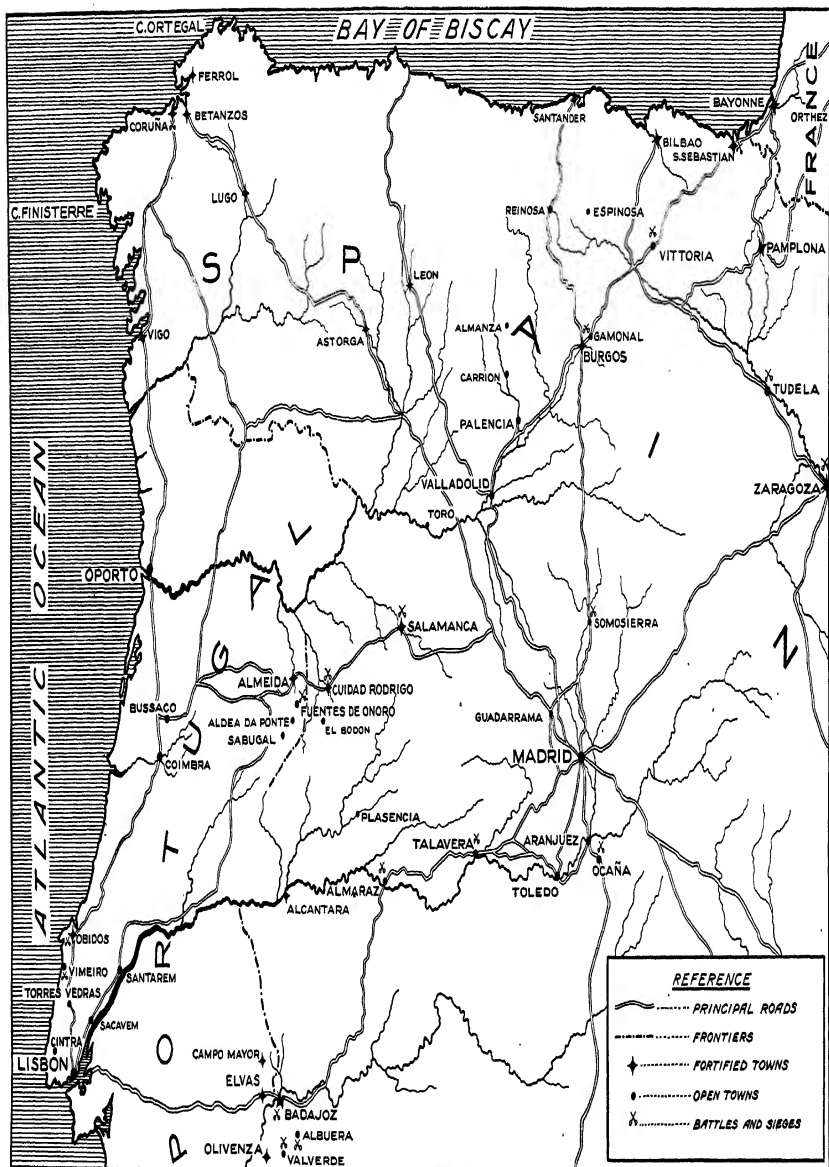 C. ORTEGAL
BAY OF BISCAY
FERROL
CORUÑA
BETANZOS
SANTANDER
BAYONNE
ORTHEZ
FRANCE
BILBAO
S. SEBASTIAN
LUGO
C. FINISTERRE
REINOSA
ESPINOSA
VITTORIA
PAMPLONA
LEON
VIGO
ASTORGA
ALMANZA
GAMONAL
BURGOS
CARRION
PALENCIA
TUDELA
VALLADOLID
ZARAGOZA
TORO
SPAIN
OPORTO
SALAMANCA
SOMOSIERRA
ALMEIDA
CUIDAD RODRIGO
FUENTES DE ONORO
ALDEA DA PONTE
EL BODON
SABUGAL
BUSSACO
COIMBRA
GUADARRAMA
MADRID
PLASENCIA
TALAVERA
ARANJUEZ
OCAÑA
TOLEDO
ALMARAZ
ALCANTARA
ATLANTIC OCEAN
PORTUGAL
OBIDOS
VIMEIRO
SANTAREM
TORRES VEDRAS
SACAVEM
CINTRA
LISBON
CAMPO MAYOR
ELVAS
BADAJOZ
ALBUERA
OLIVENZA
VALVERDE
REFERENCE
PRINCIPAL ROADS
FRONTIERS
FORTIFIED TOWNS
OPEN TOWNS
BATTLES AND SIEGES